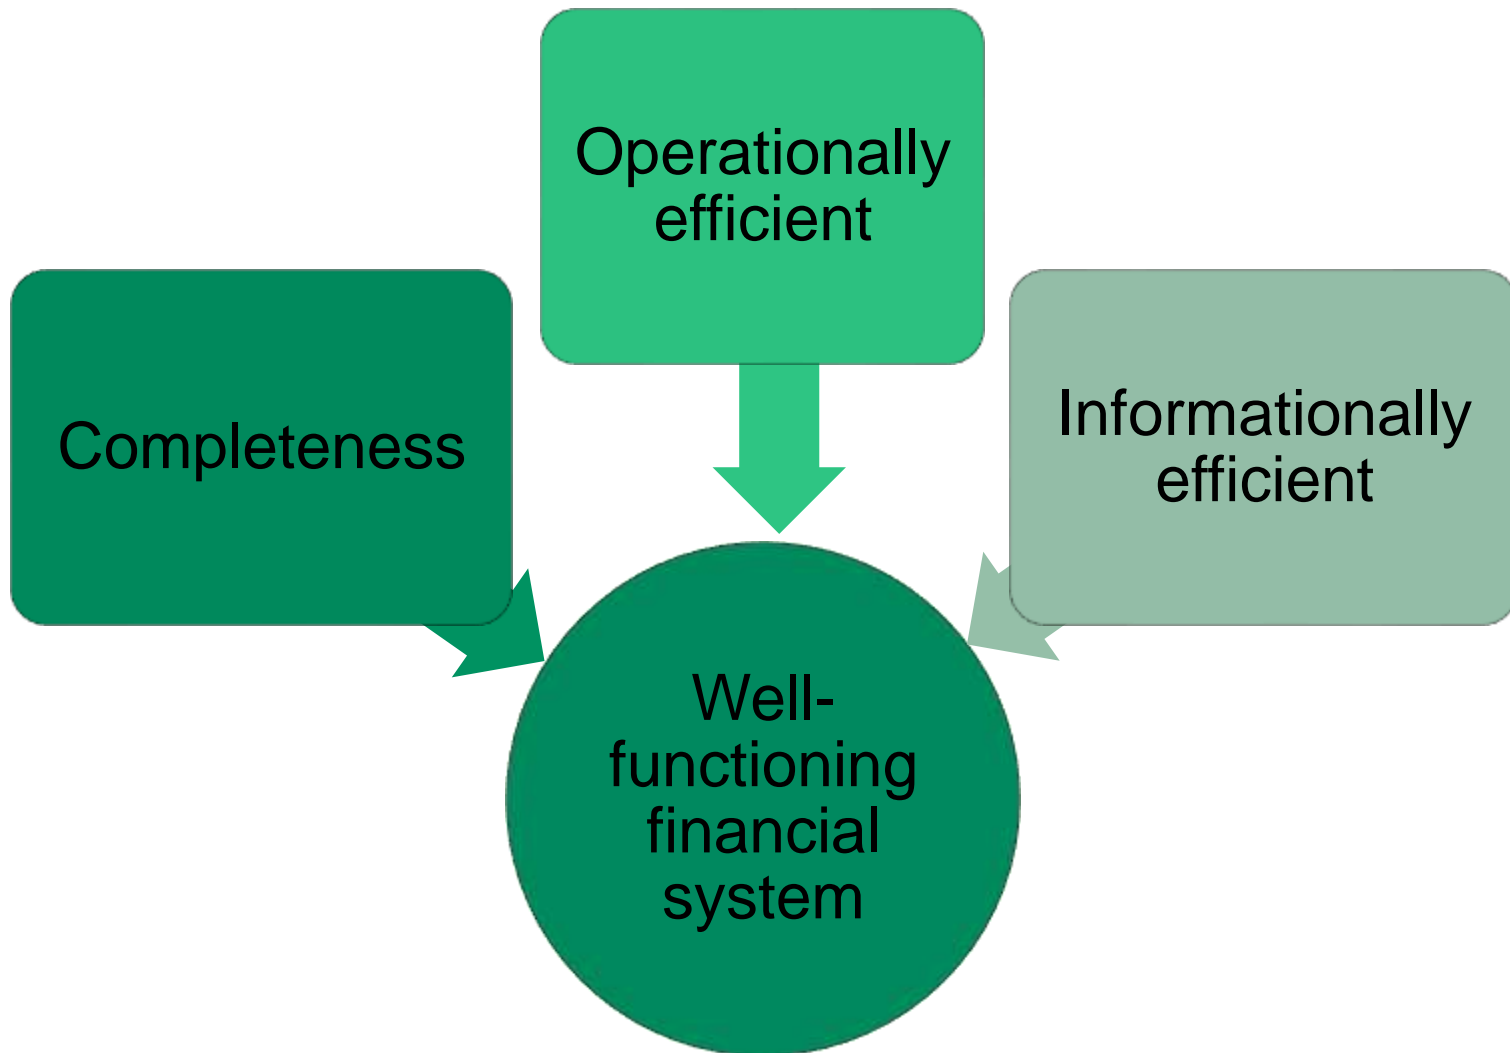 Operationally
efficient
Completeness
Informationally
efficient
Well-
functioning
financial
system